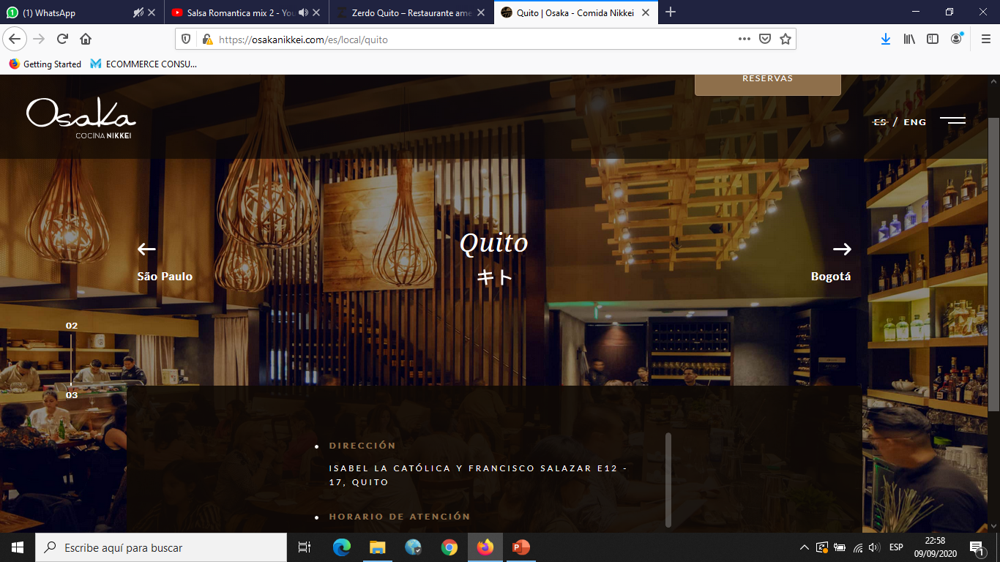 (1) WhatsApp
Salsa Romantica mix 2 - You
Zerdo Quito – Restaurante ame
Quito | Osaka - Comida Nikkei
https://osakanikkei.com/es/local/quito
Getting Started
ECOMMERCE CONSU...
RESERVAS
Osaka
COCINA NIKKEI
ES / ENG
Quito
キト
São Paulo
Bogotá
02
03
DIRECCIÓN
ISABEL LA CATÓLICA Y FRANCISCO SALAZAR E12 -
17, QUITO
HORARIO DE ATENCIÓN
Escribe aquí para buscar
ESP
22:58
09/09/2020
1